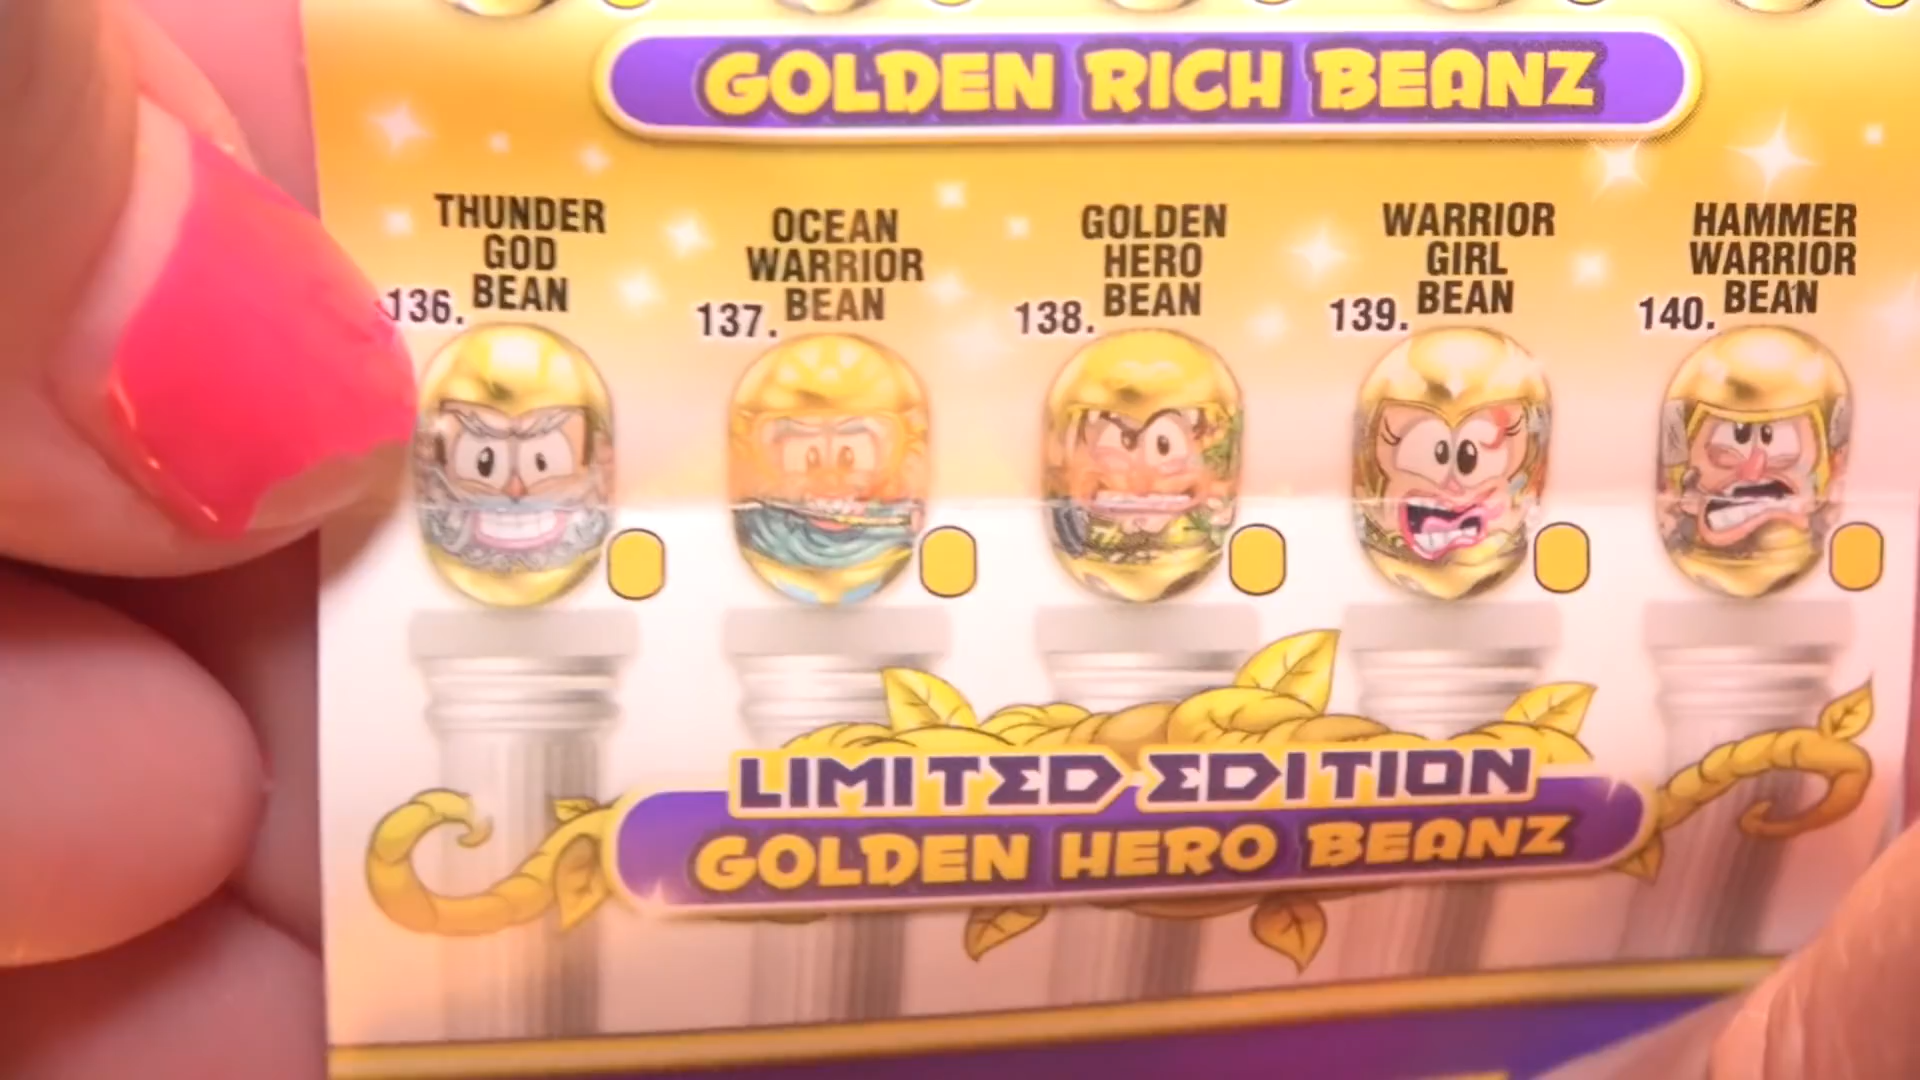 GOLDEN RICH BEANZ
THUNDER
GOD
BEAN
136.
OCEAN
WARRIOR
BEAN
137.
GOLDEN
HERO
BEAN
138.
WARRIOR
GIRL
BEAN
139.
HAMMER
WARRIOR
BEAN
140.
LIMITED EDITION
GOLDEN HERO BEANZ